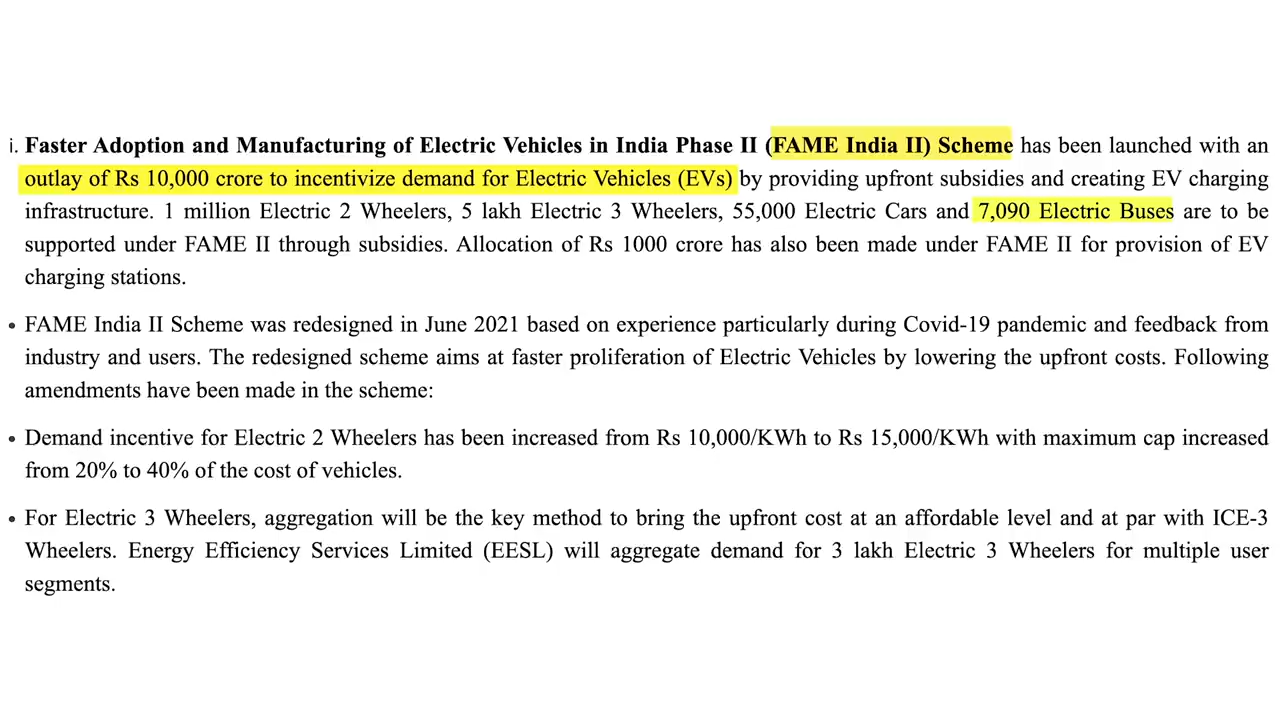 i. Faster Adoption and Manufacturing of Electric Vehicles in India Phase II (FAME India II) Scheme has been launched with an
outlay of Rs 10,000 crore to incentivize demand for Electric Vehicles (EVs) by providing upfront subsidies and creating EV charging
infrastructure. 1 million Electric 2 Wheelers, 5 lakh Electric 3 Wheelers, 55,000 Electric Cars and 7,090 Electric Buses are to be
supported under FAME II through subsidies. Allocation of Rs 1000 crore has also been made under FAME II for provision of EV
charging stations.
• FAME India II Scheme was redesigned in June 2021 based on experience particularly during Covid-19 pandemic and feedback from
industry and users. The redesigned scheme aims at faster proliferation of Electric Vehicles by lowering the upfront costs. Following
amendments have been made in the scheme:
• Demand incentive for Electric 2 Wheelers has been increased from Rs 10,000/KWh to Rs 15,000/KWh with maximum cap increased
from 20% to 40% of the cost of vehicles.
• For Electric 3 Wheelers, aggregation will be the key method to bring the upfront cost at an affordable level and at par with ICE-3
Wheelers. Energy Efficiency Services Limited (EESL) will aggregate demand for 3 lakh Electric 3 Wheelers for multiple user
segments.